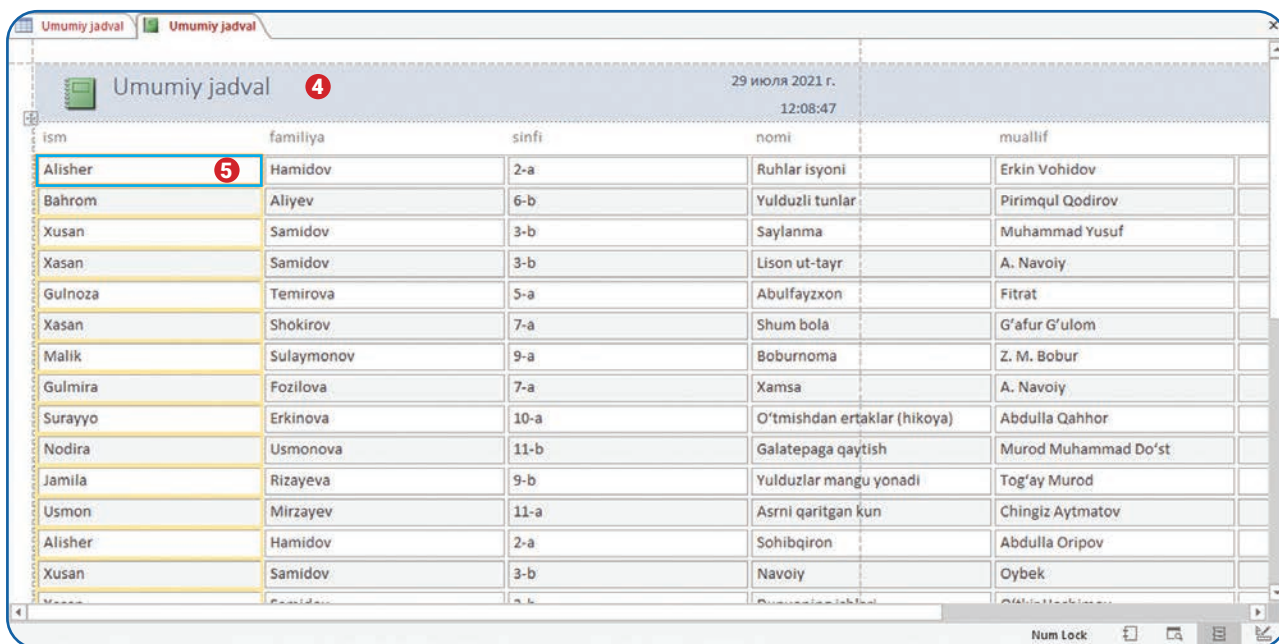 Umumiy jadval Umumiy jadval
Umumiy jadval 4 29 июля 2021 г.
12:08:47
ism familiya sinfi nomi muallif
Alisher 5 Hamidov 2-a Ruhlar isyoni Erkin Vohidov
Bahrom Aliyev 6-b Yulduzli tunlar Pirimqul Qodirov
Xusan Samidov 3-b Saylanma Muhammad Yusuf
Xasan Samidov 3-b Lison ut-tayr A. Navoiy
Gulnoza Temirova 5-a Abulfayzxon Fitrat
Xasan Shokirov 7-a Shum bola G‘afur G‘ulom
Malik Sulaymonov 9-a Boburnoma Z. M. Bobur
Gulmira Fozilova 7-a Xamsa A. Navoiy
Surayyo Erkinova 10-a O‘tmishdan ertaklar (hikoya) Abdulla Qahhor
Nodira Usmonova 11-b Galatepaga qaytish Murod Muhammad Do‘st
Jamila Rizayeva 9-b Yulduzlar mangu yonadi Tog‘ay Murod
Usmon Mirzayev 11-a Asrni qaritgan kun Chingiz Aytmatov
Alisher Hamidov 2-a Sohibqiron Abdulla Oripov
Xusan Samidov 3-b Navoiy Oybek
Num Lock